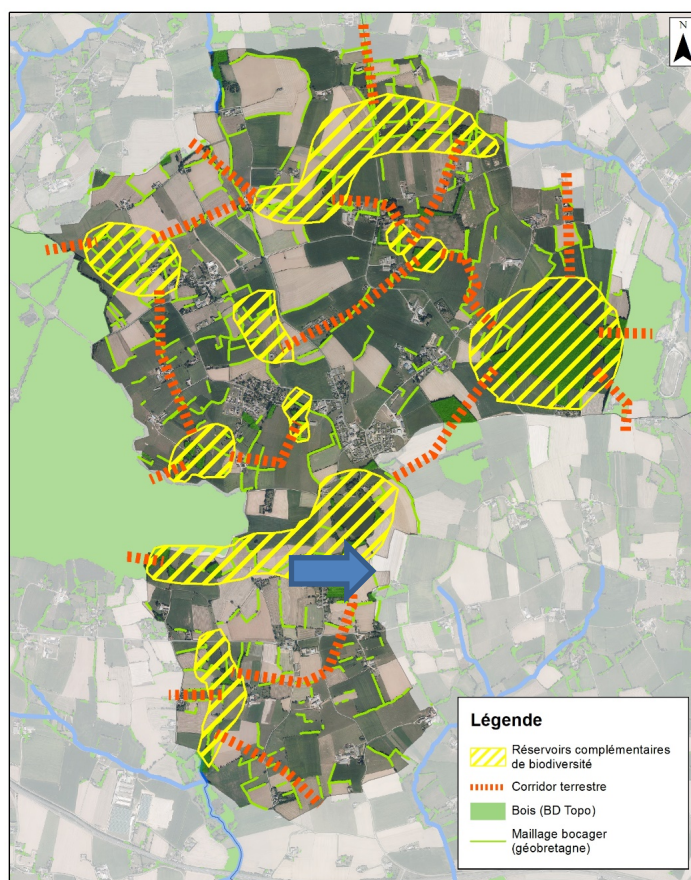 N
Légende
Réservoirs complémentaires
de biodiversité
Corridor terrestre
Bois (BD Topo)
Maillage bocager
(géobretagne)